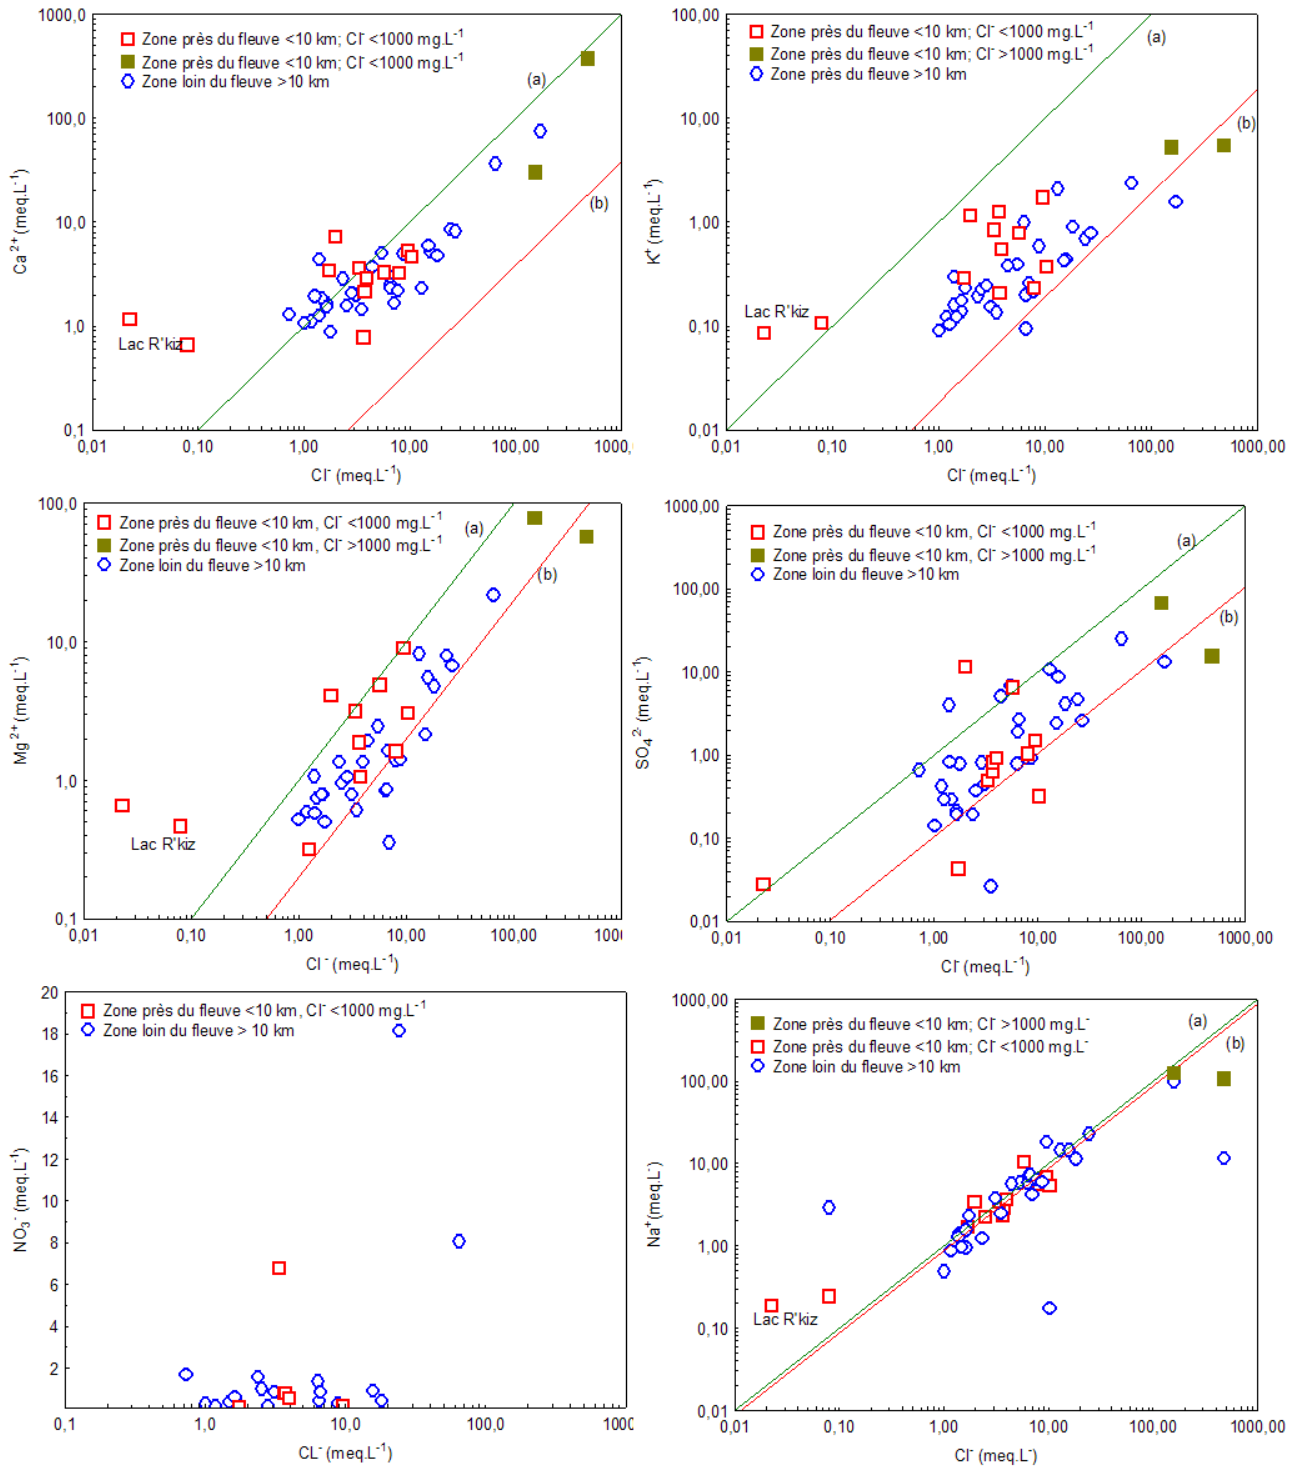 1000,0
100,0
10,0
1,0
0,1
Ca²⁺ (meq.L⁻¹)
Zone près du fleuve <10 km; Cl⁻ <1000 mg.L⁻¹
Zone près du fleuve <10 km; Cl⁻ <1000 mg.L⁻¹
Zone loin du fleuve >10 km
(a)
(b)
Lac R'kiz
0,01 0,10 1,00 10,00 100,00 1000,
Cl⁻ (meq.L⁻¹)
100,00
10,00
1,00
0,10
0,01
K⁺ (meq.L⁻¹)
Zone près du fleuve <10 km; Cl⁻ <1000 mg.L⁻¹
Zone près du fleuve <10 km; Cl⁻ >1000 mg.L⁻¹
Zone près du fleuve >10 km
(a)
(b)
Lac R'kiz
0,01 0,10 1,00 10,00 100,00 1000,00
Cl⁻ (meq.L⁻¹)
100,0
10,0
1,0
0,1
Mg²⁺ (meq.L⁻¹)
Zone près du fleuve <10 km, Cl⁻ <1000 mg.L⁻¹
Zone près du fleuve <10 km, Cl⁻ >1000 mg.L⁻¹
Zone loin du fleuve >10 km
(a)
(b)
Lac R'kiz
0,01 0,10 1,00 10,00 100,00 1000
Cl⁻ (meq.L⁻¹)
1000,00
100,00
10,00
1,00
0,10
0,01
SO₄²⁻ (meq.L⁻¹)
Zone près du fleuve <10 km, Cl⁻ <1000 mg.L⁻¹
Zone près du fleuve <10 km, Cl⁻ >1000 mg.L⁻¹
Zone loin du fleuve >10 km
(a)
(b)
0,01 0,10 1,00 10,00 100,00 1000,00
Cl⁻ (meq.L⁻¹)
20
18
16
14
12
10
8
6
4
2
NO₃⁻ (meq.L⁻¹)
Zone près du fleuve <10 km, Cl⁻ <1000 mg.L⁻¹
Zone loin du fleuve > 10 km
0,1 1,0 10,0 100,0 1000
CL⁻ (meq.L⁻¹)
1000,00
100,00
10,00
1,00
0,10
0,01
Na⁺ (meq.L⁻)
Zone près du fleuve <10 km; Cl⁻ >1000 mg.L⁻
Zone près du fleuve <10 km; Cl⁻ <1000 mg.L⁻
Zone loin du fleuve >10 km
(a)
(b)
Lac R'kiz
0,01 0,10 1,00 10,00 100,00 1000,00
Cl⁻ (meq.L⁻)